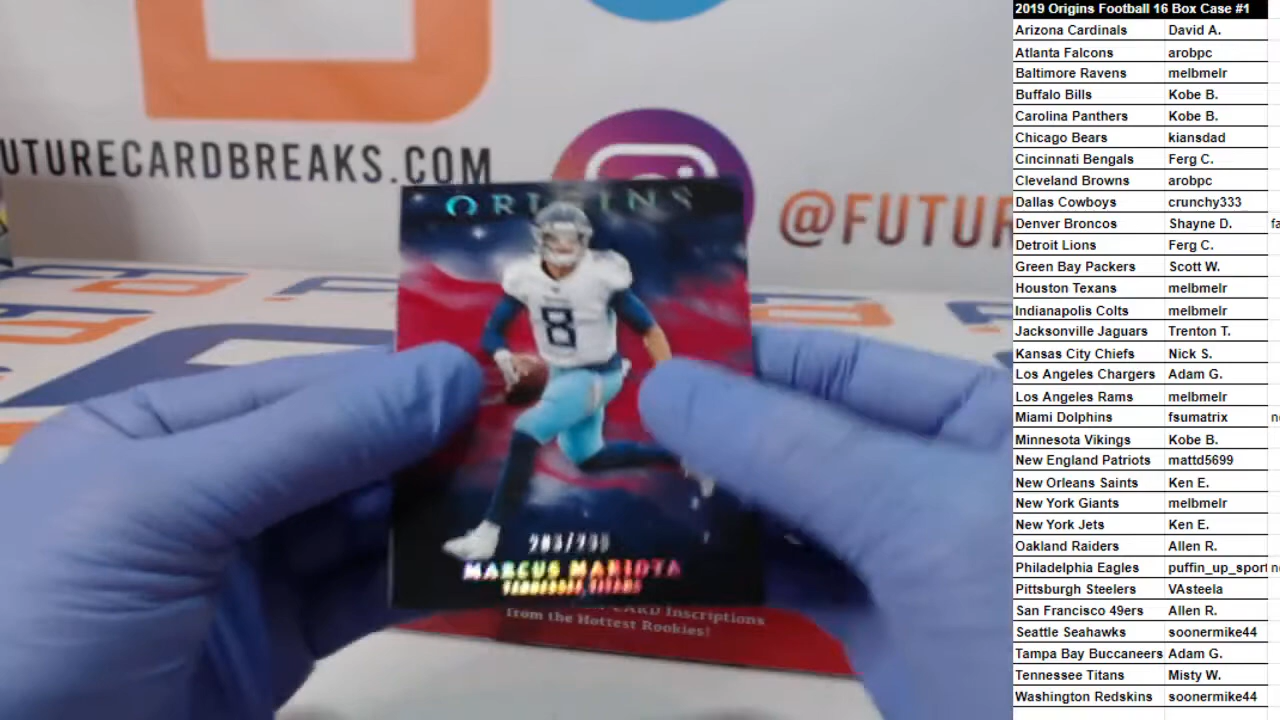 UTURECARDBREAKS.COM
@FUTUR
ORIGINS
8
MARCUS MARIOTA
TENNESSEE TITANS
CARD Inscriptions
from the Hottest Rookies!
2019 Origins Football 16 Box Case #1
Arizona Cardinals David A.
Atlanta Falcons arobpc
Baltimore Ravens melbmelr
Buffalo Bills Kobe B.
Carolina Panthers Kobe B.
Chicago Bears kiansdad
Cincinnati Bengals Ferg C.
Cleveland Browns arobpc
Dallas Cowboys crunchy333
Denver Broncos Shayne D. fa
Detroit Lions Ferg C.
Green Bay Packers Scott W.
Houston Texans melbmelr
Indianapolis Colts melbmelr
Jacksonville Jaguars Trenton T.
Kansas City Chiefs Nick S.
Los Angeles Chargers Adam G.
Los Angeles Rams melbmelr
Miami Dolphins fsumatrix
Minnesota Vikings Kobe B.
New England Patriots mattd5699
New Orleans Saints Ken E.
New York Giants melbmelr
New York Jets Ken E.
Oakland Raiders Allen R.
Philadelphia Eagles puffin_up_sport
Pittsburgh Steelers VAsteela
San Francisco 49ers Allen R.
Seattle Seahawks soonermike44
Tampa Bay Buccaneers Adam G.
Tennessee Titans Misty W.
Washington Redskins soonermike44